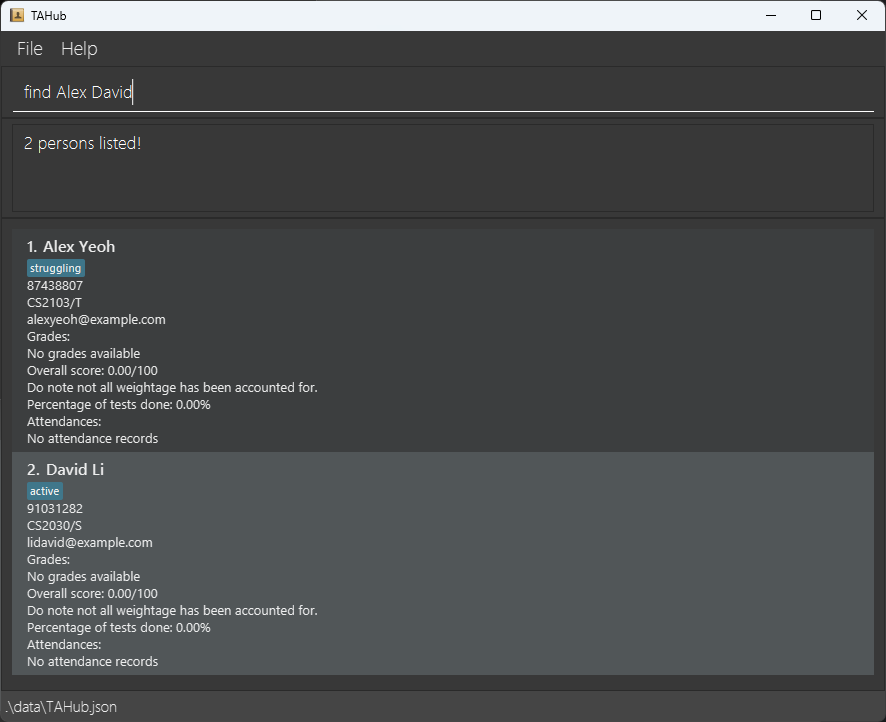 TAHub
File Help
find Alex David
2 persons listed!
1. Alex Yeoh
struggling
87438807
CS2103/T
alexyeoh@example.com
Grades:
No grades available
Overall score: 0.00/100
Do note not all weightage has been accounted for.
Percentage of tests done: 0.00%
Attendances:
No attendance records
2. David Li
active
91031282
CS2030/S
lidavid@example.com
Grades:
No grades available
Overall score: 0.00/100
Do note not all weightage has been accounted for.
Percentage of tests done: 0.00%
Attendances:
No attendance records
.\data\TAHub.json